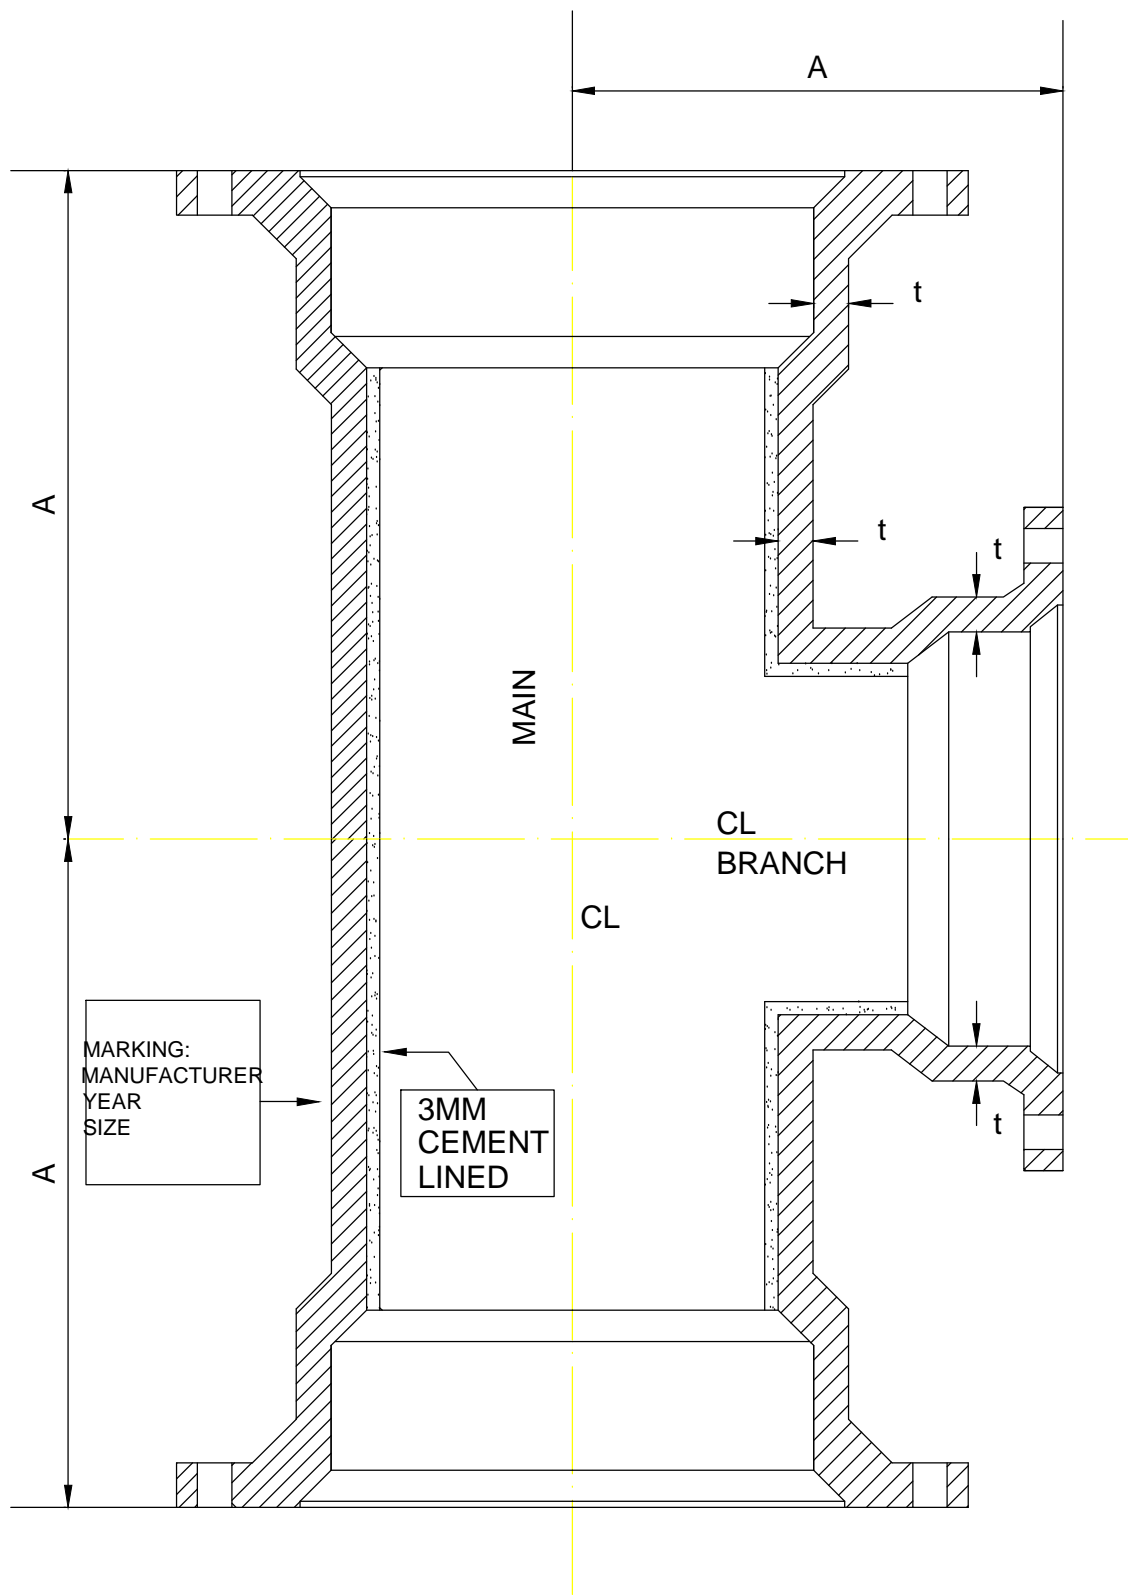 A
t
A
t
t
MAIN
CL
BRANCH
CL
MARKING:
MANUFACTURER
YEAR
SIZE
3MM
CEMENT
LINED
t
A